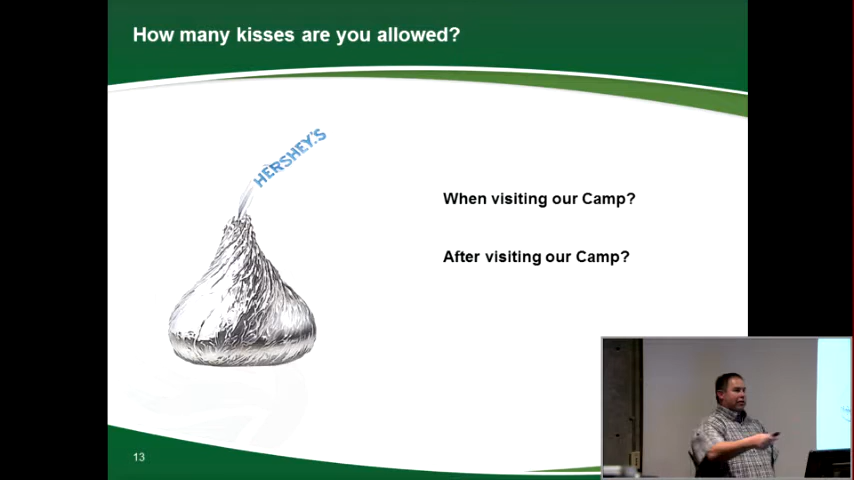 How many kisses are you allowed?
HERSHEY'S
When visiting our Camp?
After visiting our Camp?
13